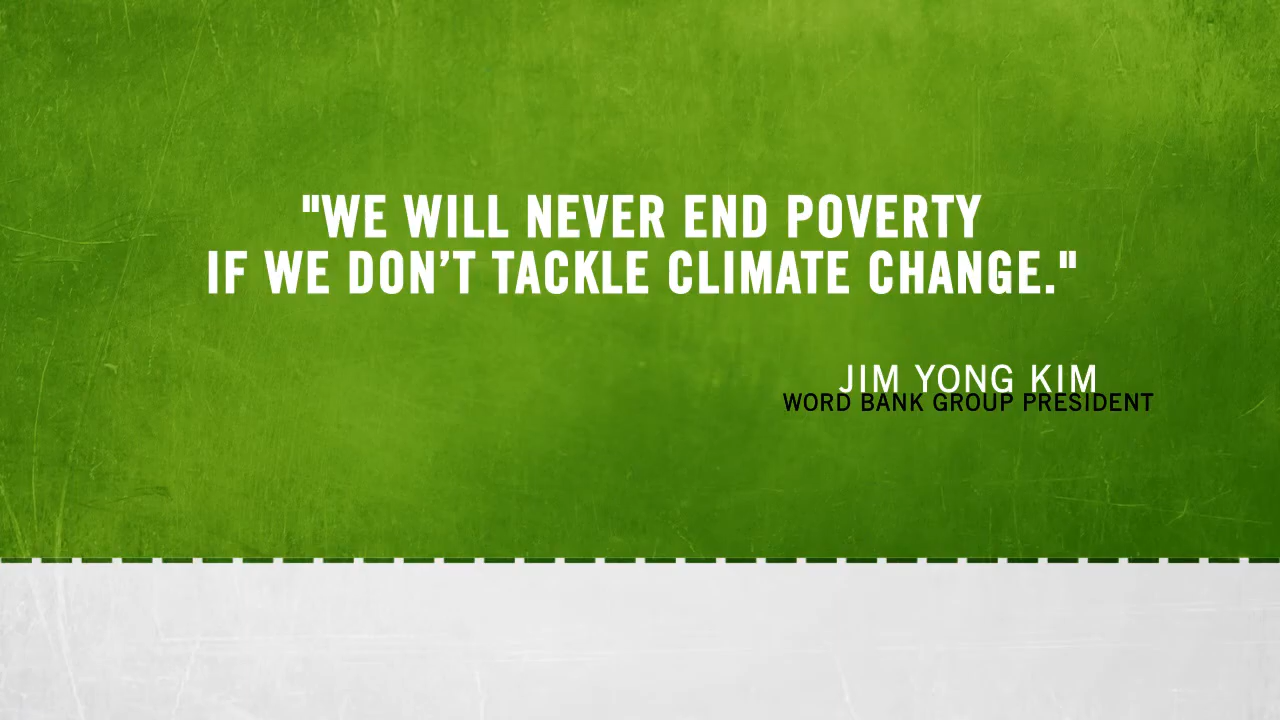 "WE WILL NEVER END POVERTY
IF WE DON’T TACKLE CLIMATE CHANGE."
JIM YONG KIM
WORD BANK GROUP PRESIDENT